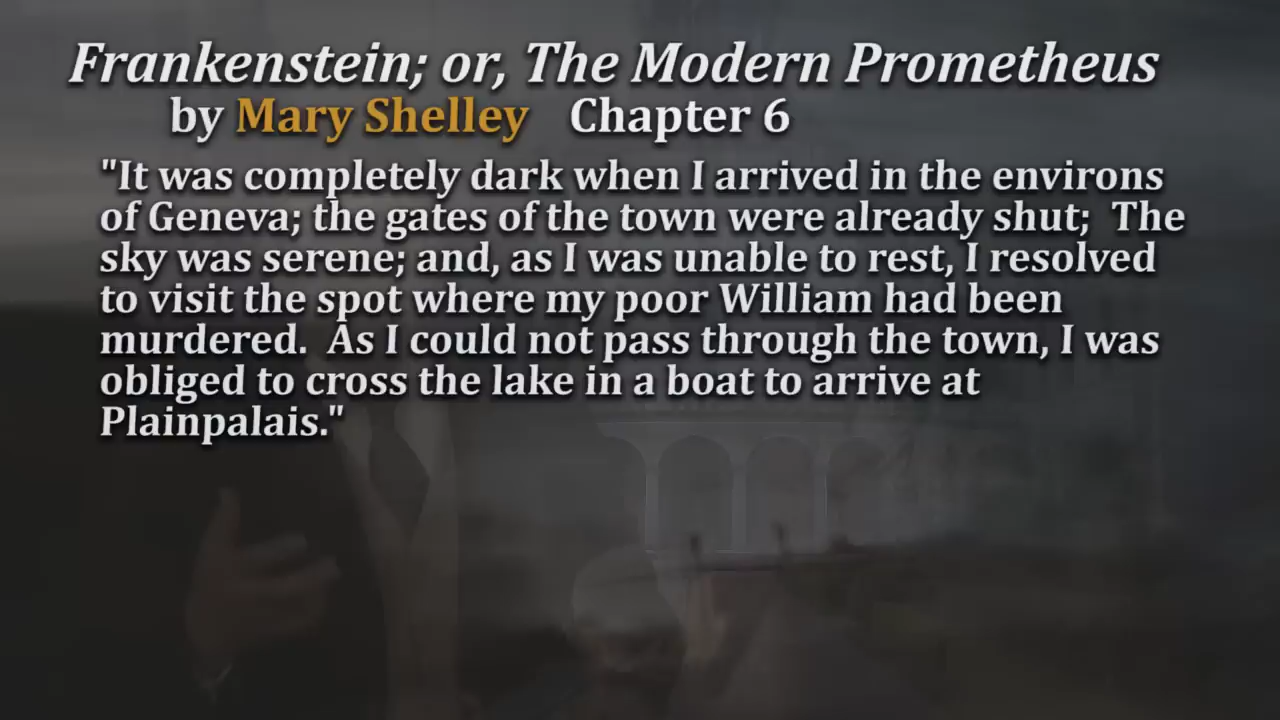 Frankenstein; or, The Modern Prometheus
by Mary Shelley Chapter 6
"It was completely dark when I arrived in the environs
of Geneva; the gates of the town were already shut; The
sky was serene; and, as I was unable to rest, I resolved
to visit the spot where my poor William had been
murdered. As I could not pass through the town, I was
obliged to cross the lake in a boat to arrive at
Plainpalais."